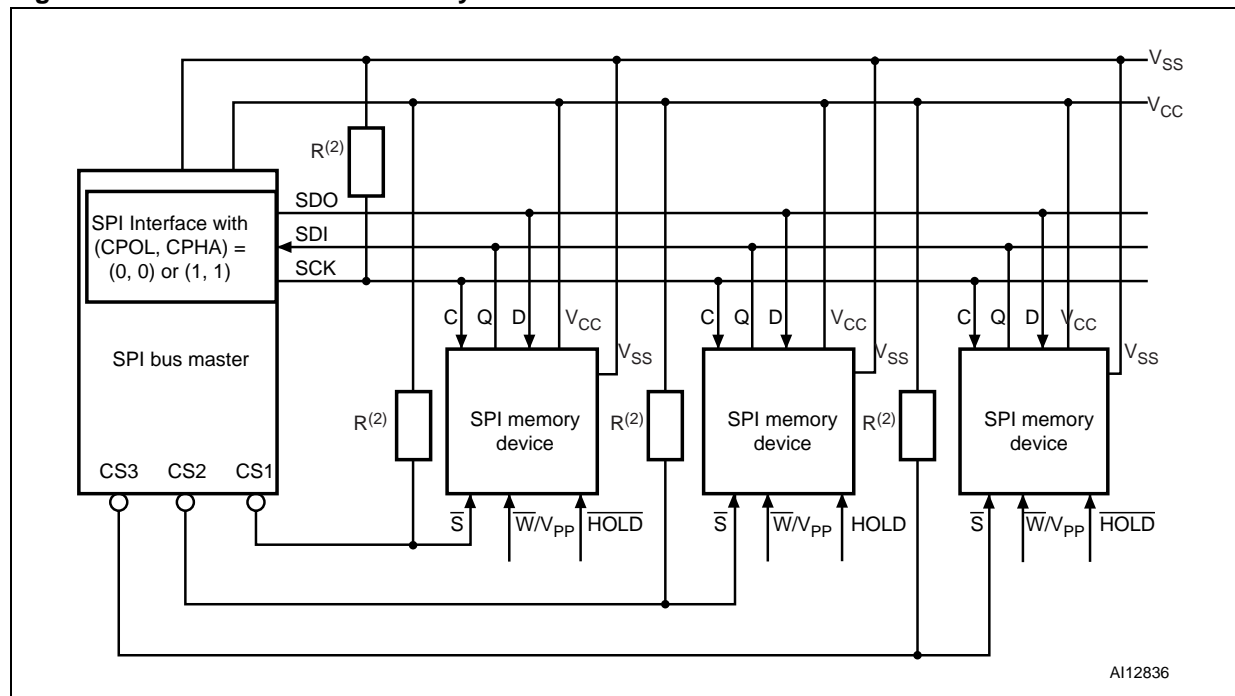 V_SS
V_CC
R(2)
SDO
SPI Interface with
(CPOL, CPHA) =
(0, 0) or (1, 1)
SDI
SCK
SPI bus master
C Q D V_CC
V_SS
C Q D V_CC
V_SS
C Q D V_CC
V_SS
R(2)
SPI memory
device
R(2)
SPI memory
device
R(2)
SPI memory
device
CS3 CS2 CS1
S̅ W̅/V_PP H̅O̅L̅D̅
S̅ W̅/V_PP HOLD
S̅ W̅/V_PP H̅O̅L̅D̅
AI12836